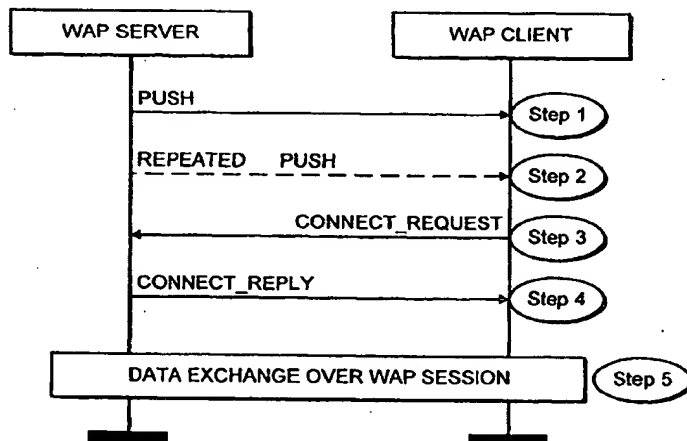 WAP SERVER
WAP CLIENT
PUSH
Step 1
REPEATED PUSH
Step 2
CONNECT_REQUEST
Step 3
CONNECT_REPLY
Step 4
DATA EXCHANGE OVER WAP SESSION
Step 5